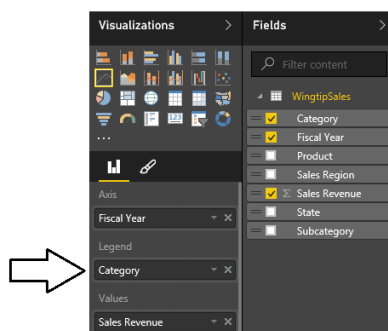 Visualizations
Axis
Fiscal Year
Legend
Category
Values
Sales Revenue
Fields
Filter content
WingtipSales
Category
Fiscal Year
Product
Sales Region
Σ Sales Revenue
State
Subcategory